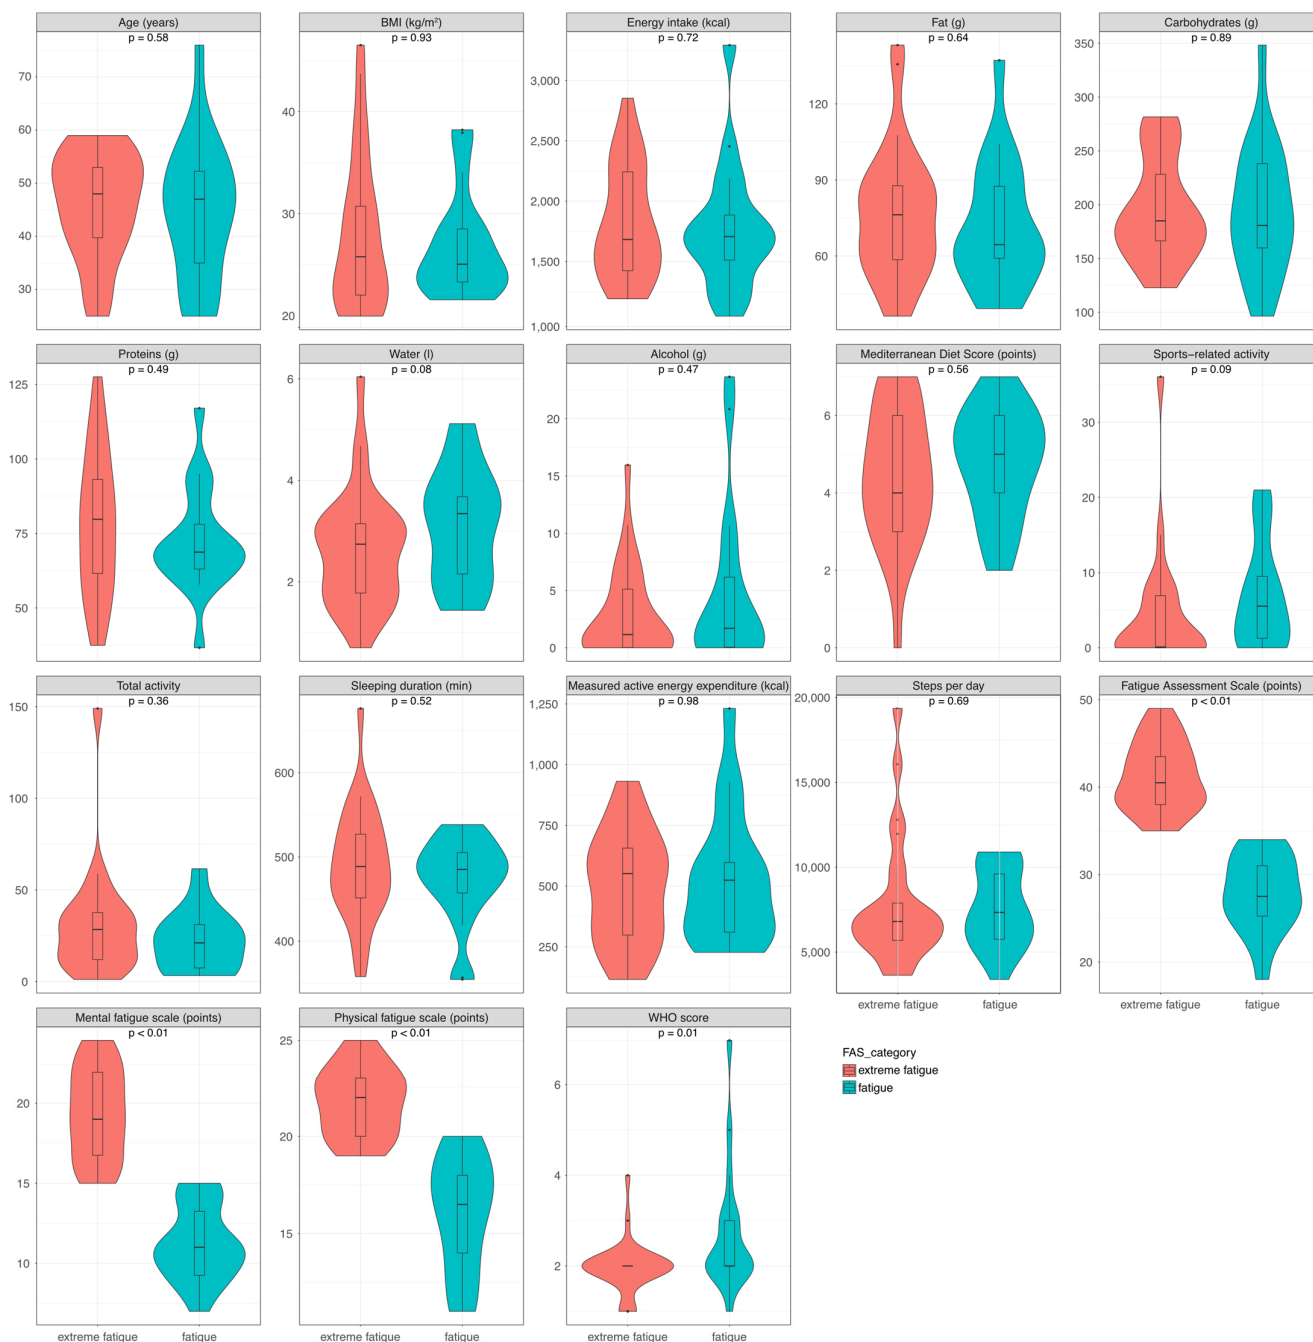 Age (years)
p = 0.58
70
60
50
40
30
BMI (kg/m²)
p = 0.93
40
30
20
Energy intake (kcal)
p = 0.72
3,000
2,500
2,000
1,500
1,000
Fat (g)
p = 0.64
120
90
60
Carbohydrates (g)
p = 0.89
350
300
250
200
150
100
Proteins (g)
p = 0.49
125
100
75
50
Water (l)
p = 0.08
6
4
2
Alcohol (g)
p = 0.47
20
15
10
5
0
Mediterranean Diet Score (points)
p = 0.56
6
4
2
0
Sports−related activity
p = 0.09
30
20
10
0
Total activity
p = 0.36
150
100
50
0
Sleeping duration (min)
p = 0.52
600
500
400
Measured active energy expenditure (kcal)
p = 0.98
1,250
1,000
750
500
250
Steps per day
p = 0.69
20,000
15,000
10,000
5,000
extreme fatigue
fatigue
Fatigue Assessment Scale (points)
p < 0.01
50
40
30
20
extreme fatigue
fatigue
Mental fatigue scale (points)
p < 0.01
20
15
10
extreme fatigue
fatigue
Physical fatigue scale (points)
p < 0.01
25
20
15
extreme fatigue
fatigue
WHO score
p = 0.01
6
4
2
extreme fatigue
fatigue
FAS_category
extreme fatigue
fatigue